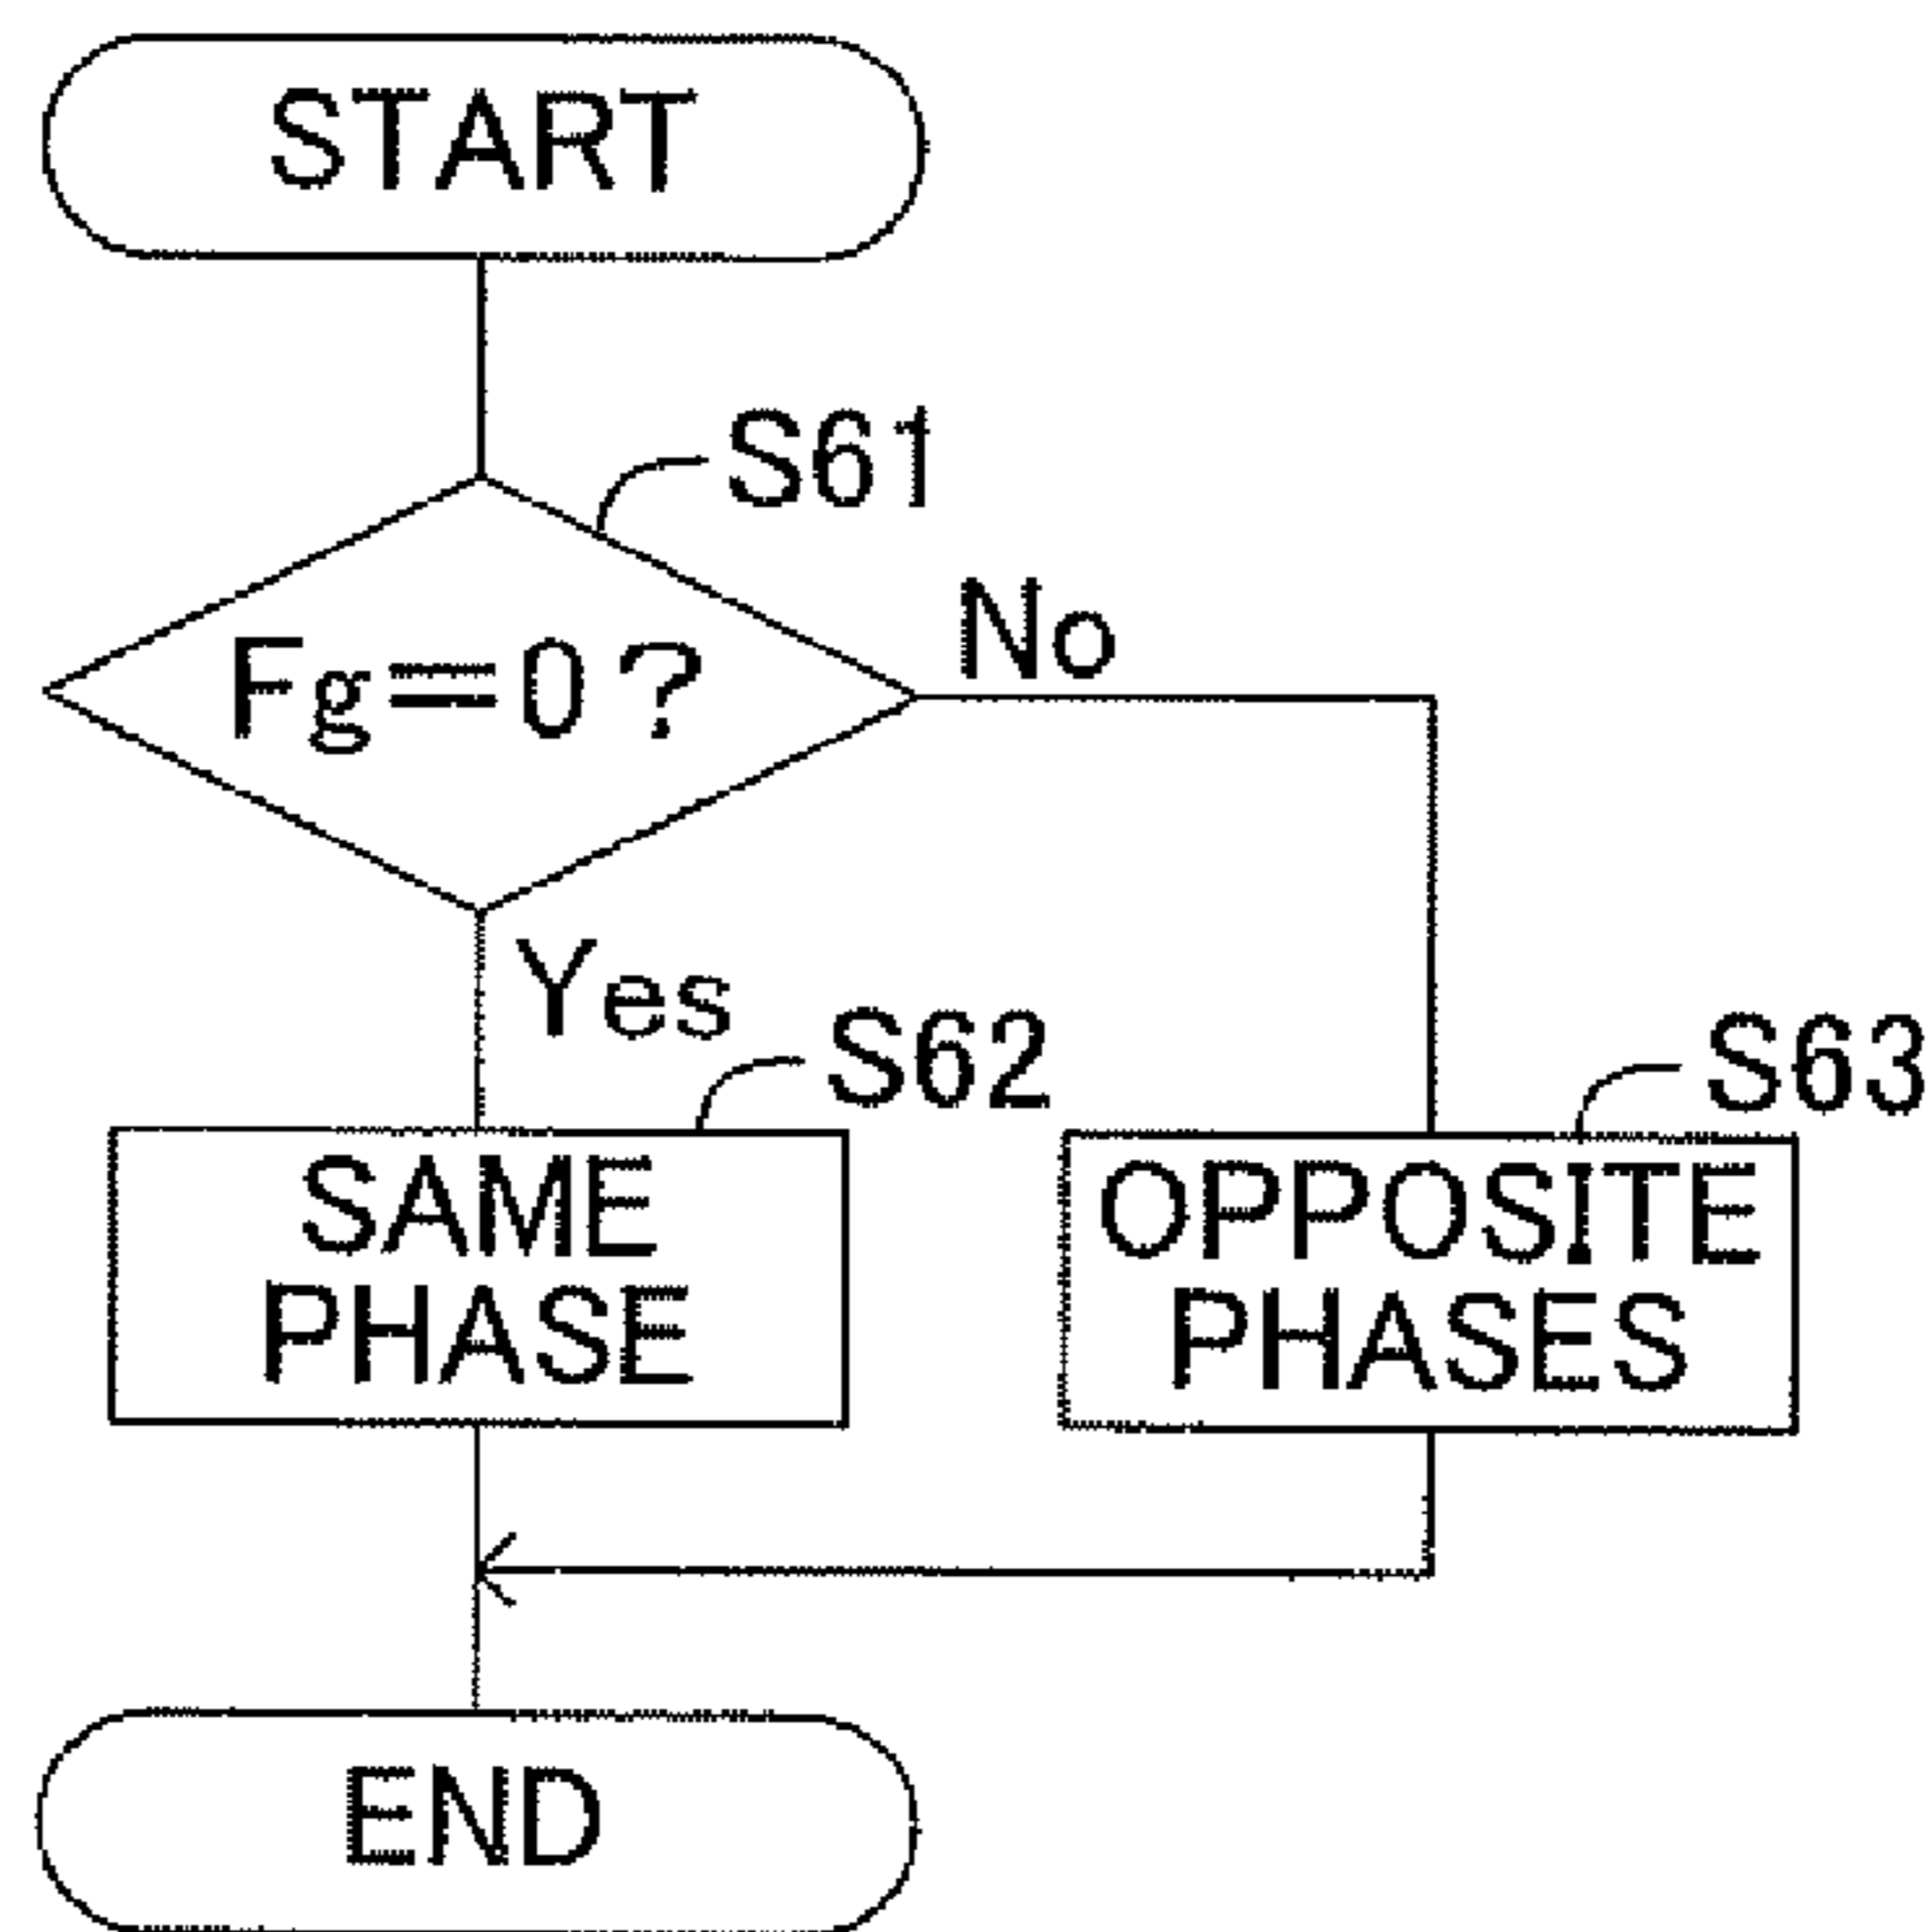 START
S61
Fg=0?
No
Yes
S62
S63
SAME
PHASE
OPPOSITE
PHASES
END